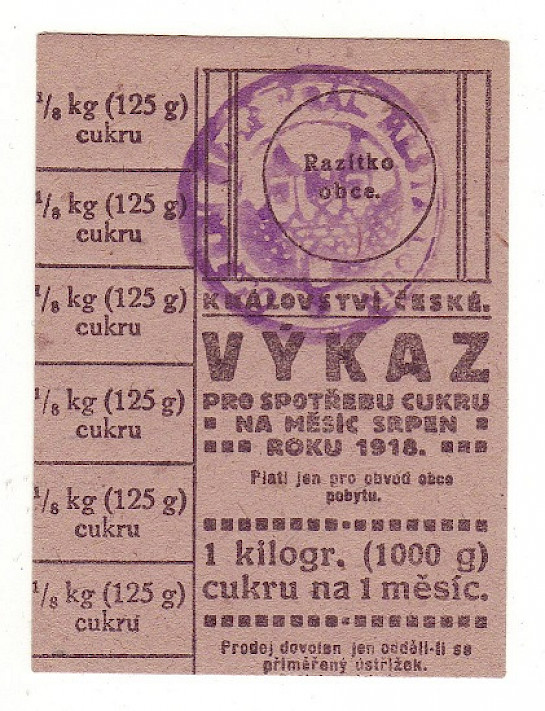 1/8 kg (125 g)
cukru
1/8 kg (125 g)
cukru
1/8 kg (125 g)
cukru
1/8 kg (125 g)
cukru
1/8 kg (125 g)
cukru
1/8 kg (125 g)
cukru
Razítko
obce.
KRÁLOVSTVÍ ČESKÉ.
VÝKAZ
PRO SPOTŘEBU CUKRU
NA MĚSÍC SRPEN
ROKU 1918.
Platí jen pro obvod obce
pobytu.
1 kilogr. (1000 g)
cukru na 1 měsíc.
Prodej dovolen jen oddělí-li se
přiměřený ústřižek.